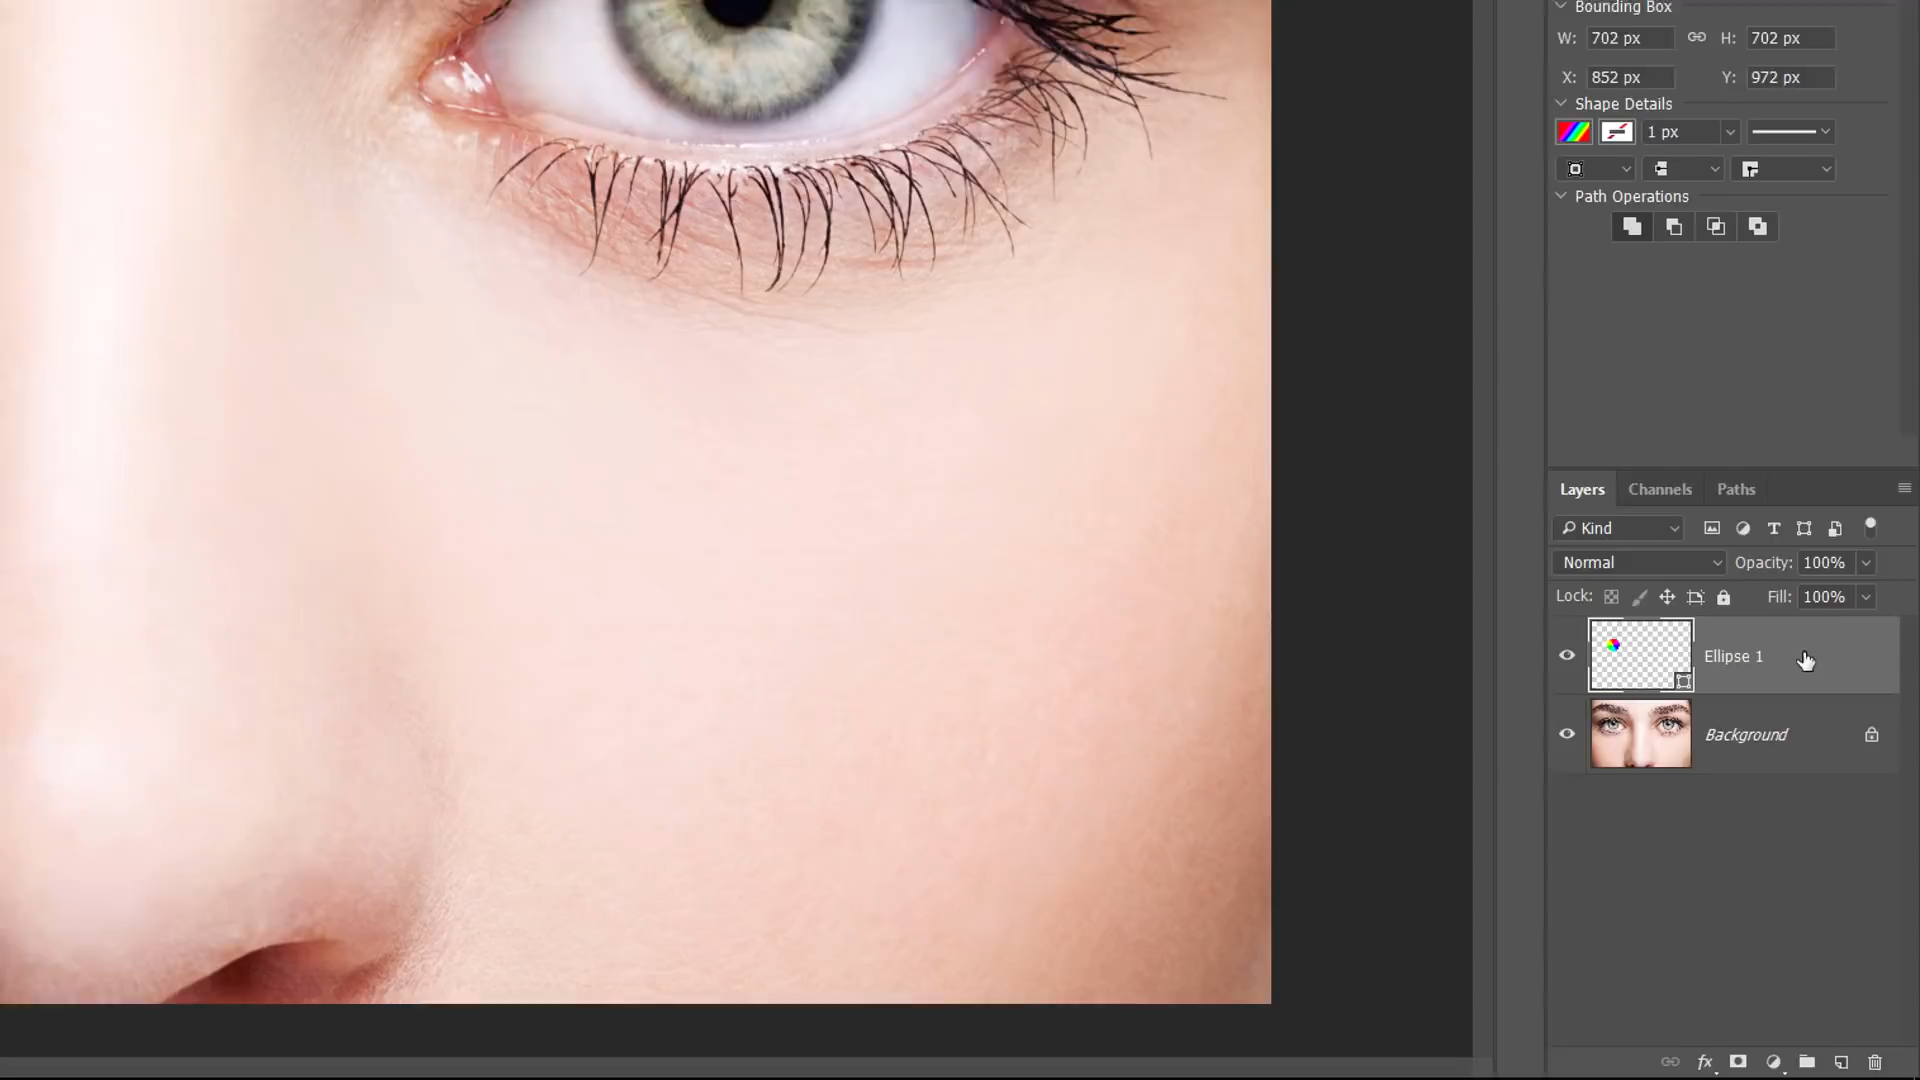 Bounding Box
W: 702 px H: 702 px
X: 852 px Y: 972 px
Shape Details
1 px
Path Operations
Layers Channels Paths
Kind T
Normal Opacity: 100%
Lock: Fill: 100%
Ellipse 1
Background
fx